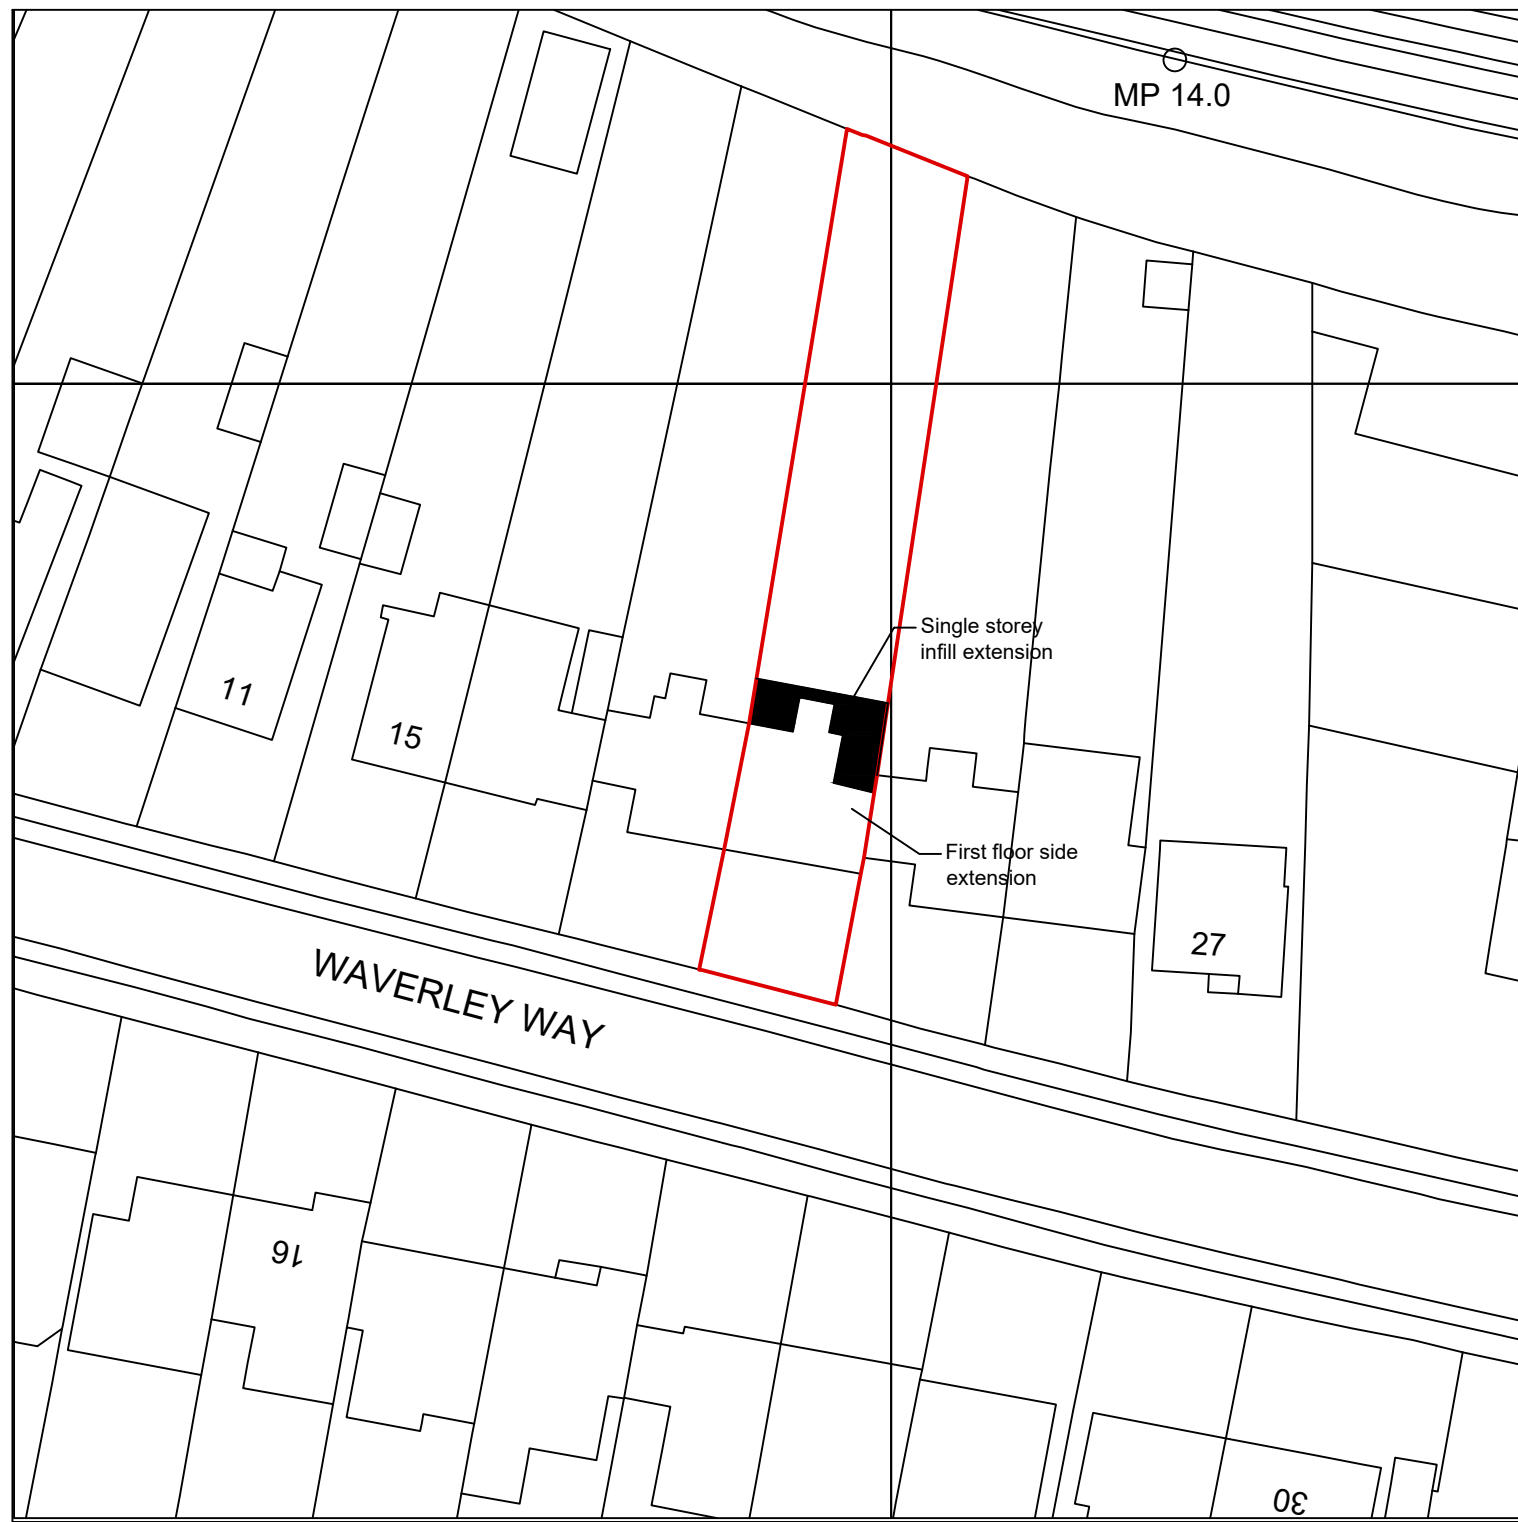 MP 14.0
Single storey
infill extension
11
15
First floor side
extension
27
WAVERLEY WAY
16
30